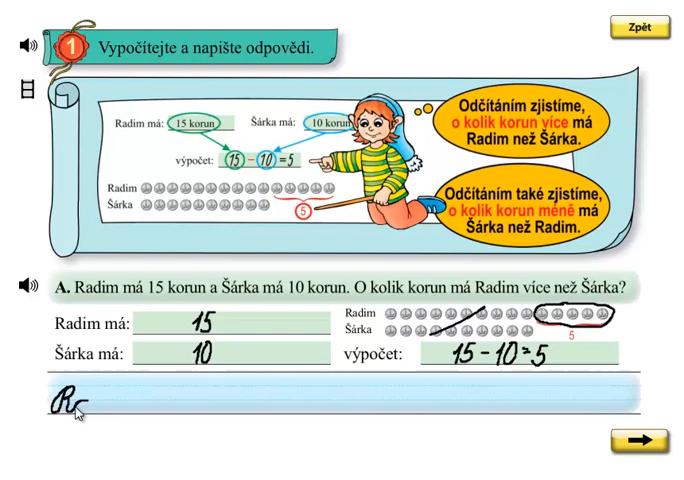 Zpět
1 Vypočítejte a napište odpovědi.
Radim má: 15 korun Šárka má: 10 korun
výpočet: 15 - 10 = 5
Radim
Šárka
5
Odčítáním zjistíme,
o kolik korun více má
Radim než Šárka.
Odčítáním také zjistíme,
o kolik korun méně má
Šárka než Radim.
A. Radim má 15 korun a Šárka má 10 korun. O kolik korun má Radim více než Šárka?
Radim má: 15
Radim
Šárka
5
Šárka má: 10
výpočet: 15 - 10 = 5